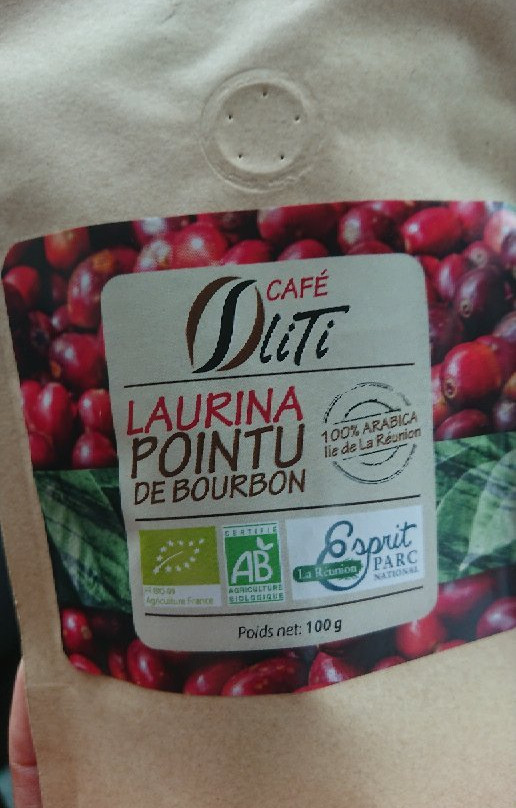 CAFÉ
OliTi
LAURINA
POINTU
DE BOURBON
100% ARABICA
Ile de La Réunion
Agriculture France
CERTIFIÉ
AB
AGRICULTURE
BIOLOGIQUE
Esprit
La Réunion
PARC
NATIONAL
Poids net: 100 g